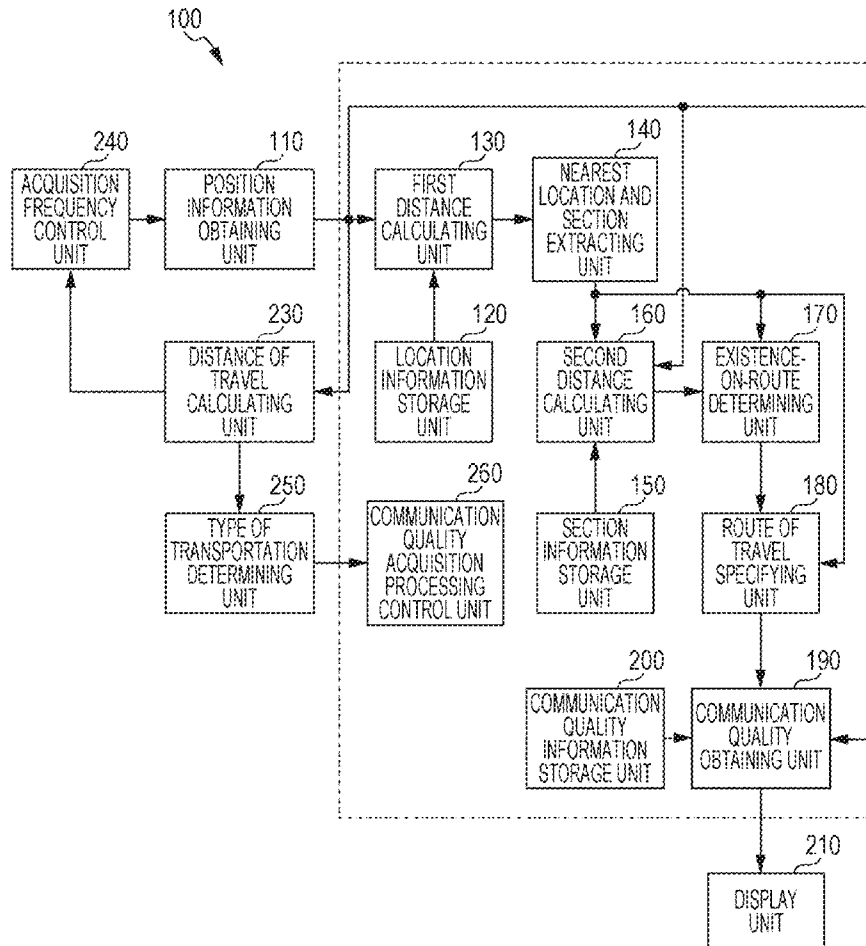 100
240
ACQUISITION
FREQUENCY
CONTROL
UNIT
110
POSITION
INFORMATION
OBTAINING
UNIT
130
FIRST
DISTANCE
CALCULATING
UNIT
140
NEAREST
LOCATION AND
SECTION
EXTRACTING
UNIT
230
DISTANCE OF
TRAVEL
CALCULATING
UNIT
120
LOCATION
INFORMATION
STORAGE
UNIT
160
SECOND
DISTANCE
CALCULATING
UNIT
170
EXISTENCE-
ON-ROUTE
DETERMINING
UNIT
250
TYPE OF
TRANSPORTATION
DETERMINING
UNIT
260
COMMUNICATION
QUALITY
ACQUISITION
PROCESSING
CONTROL UNIT
150
SECTION
INFORMATION
STORAGE
UNIT
180
ROUTE OF
TRAVEL
SPECIFYING
UNIT
200
COMMUNICATION
QUALITY
INFORMATION
STORAGE UNIT
190
COMMUNICATION
QUALITY
OBTAINING UNIT
210
DISPLAY
UNIT